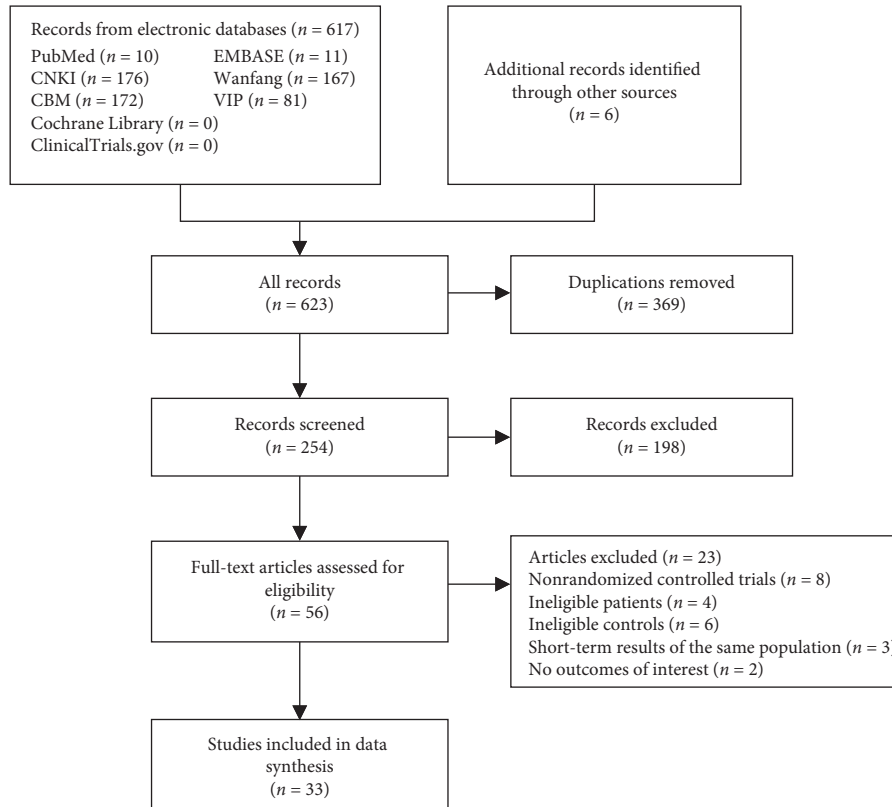 Records from electronic databases (n = 617)
PubMed (n = 10) EMBASE (n = 11)
CNKI (n = 176) Wanfang (n = 167)
CBM (n = 172) VIP (n = 81)
Cochrane Library (n = 0)
ClinicalTrials.gov (n = 0)
Additional records identified
through other sources
(n = 6)
All records
(n = 623)
Duplications removed
(n = 369)
Records screened
(n = 254)
Records excluded
(n = 198)
Full-text articles assessed for
eligibility
(n = 56)
Articles excluded (n = 23)
Nonrandomized controlled trials (n = 8)
Ineligible patients (n = 4)
Ineligible controls (n = 6)
Short-term results of the same population (n = 3)
No outcomes of interest (n = 2)
Studies included in data
synthesis
(n = 33)